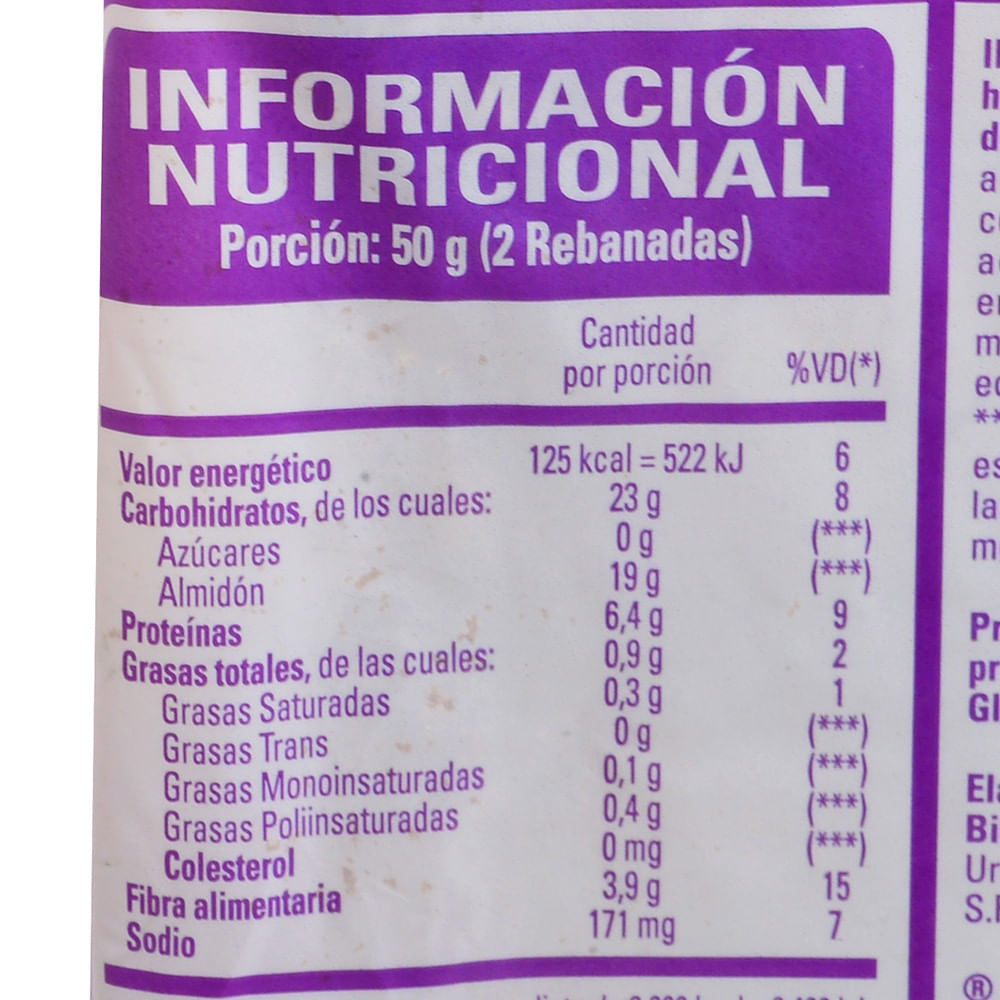 INFORMACIÓN
NUTRICIONAL
Porción: 50 g (2 Rebanadas)
Cantidad
por porción %VD(*)
Valor energético 125 kcal = 522 kJ 6
Carbohidratos, de los cuales: 23 g 8
Azúcares 0 g (***)
Almidón 19 g (***)
Proteínas 6,4 g 9
Grasas totales, de las cuales: 0,9 g 2
Grasas Saturadas 0,3 g 1
Grasas Trans 0 g (***)
Grasas Monoinsaturadas 0,1 g (***)
Grasas Poliinsaturadas 0,4 g (***)
Colesterol 0 mg (***)
Fibra alimentaria 3,9 g 15
Sodio 171 mg 7
®